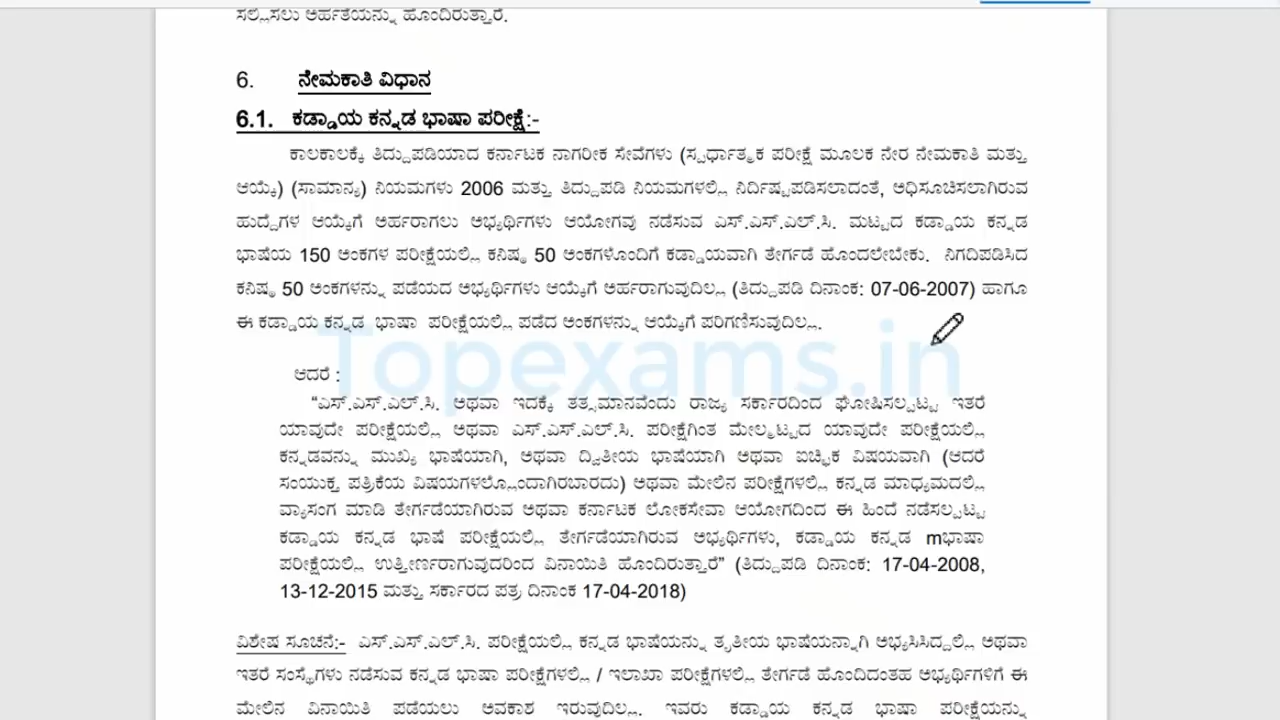 ಸಲ್ಲಿಸಲು ಅರ್ಹತೆಯನ್ನು ಹೊಂದಿರುತ್ತಾರೆ.
6. ನೇಮಕಾತಿ ವಿಧಾನ
6.1. ಕಡ್ಡಾಯ ಕನ್ನಡ ಭಾಷಾ ಪರೀಕ್ಷೆ:-
ಕಾಲಕಾಲಕ್ಕೆ ತಿದ್ದುಪಡಿಯಾದ ಕರ್ನಾಟಕ ನಾಗರೀಕ ಸೇವೆಗಳು (ಸ್ಪರ್ಧಾತ್ಮಕ ಪರೀಕ್ಷೆ ಮೂಲಕ ನೇರ ನೇಮಕಾತಿ ಮತ್ತು
ಆಯ್ಕೆ) (ಸಾಮಾನ್ಯ) ನಿಯಮಗಳು 2006 ಮತ್ತು ತಿದ್ದುಪಡಿ ನಿಯಮಗಳಲ್ಲಿ ನಿರ್ದಿಷ್ಟಪಡಿಸಲಾದಂತೆ, ಅಧಿಸೂಚಿಸಲಾಗಿರುವ
ಹುದ್ದೆಗಳ ಆಯ್ಕೆಗೆ ಅರ್ಹರಾಗಲು ಅಭ್ಯರ್ಥಿಗಳು ಆಯೋಗವು ನಡೆಸುವ ಎಸ್.ಎಸ್.ಎಲ್.ಸಿ. ಮಟ್ಟದ ಕಡ್ಡಾಯ ಕನ್ನಡ
ಭಾಷೆಯ 150 ಅಂಕಗಳ ಪರೀಕ್ಷೆಯಲ್ಲಿ ಕನಿಷ್ಠ 50 ಅಂಕಗಳೊಂದಿಗೆ ಕಡ್ಡಾಯವಾಗಿ ತೇರ್ಗಡೆ ಹೊಂದಲೇಬೇಕು. ನಿಗದಿಪಡಿಸಿದ
ಕನಿಷ್ಠ 50 ಅಂಕಗಳನ್ನು ಪಡೆಯದ ಅಭ್ಯರ್ಥಿಗಳು ಆಯ್ಕೆಗೆ ಅರ್ಹರಾಗುವುದಿಲ್ಲ (ತಿದ್ದುಪಡಿ ದಿನಾಂಕ: 07-06-2007) ಹಾಗೂ
ಈ ಕಡ್ಡಾಯ ಕನ್ನಡ ಭಾಷಾ ಪರೀಕ್ಷೆಯಲ್ಲಿ ಪಡೆದ ಅಂಕಗಳನ್ನು ಆಯ್ಕೆಗೆ ಪರಿಗಣಿಸುವುದಿಲ್ಲ.
Topexams.in
ಆದರೆ :
“ಎಸ್.ಎಸ್.ಎಲ್.ಸಿ. ಅಥವಾ ಇದಕ್ಕೆ ತತ್ಸಮಾನವೆಂದು ರಾಜ್ಯ ಸರ್ಕಾರದಿಂದ ಘೋಷಿಸಲ್ಪಟ್ಟ ಇತರೆ
ಯಾವುದೇ ಪರೀಕ್ಷೆಯಲ್ಲಿ ಅಥವಾ ಎಸ್.ಎಸ್.ಎಲ್.ಸಿ. ಪರೀಕ್ಷೆಗಿಂತ ಮೇಲ್ಮಟ್ಟದ ಯಾವುದೇ ಪರೀಕ್ಷೆಯಲ್ಲಿ
ಕನ್ನಡವನ್ನು ಮುಖ್ಯ ಭಾಷೆಯಾಗಿ, ಅಥವಾ ದ್ವಿತೀಯ ಭಾಷೆಯಾಗಿ ಅಥವಾ ಐಚ್ಛಿಕ ವಿಷಯವಾಗಿ (ಆದರೆ
ಸಂಯುಕ್ತ ಪತ್ರಿಕೆಯ ವಿಷಯಗಳಲ್ಲೊಂದಾಗಿರಬಾರದು) ಅಥವಾ ಮೇಲಿನ ಪರೀಕ್ಷೆಗಳಲ್ಲಿ ಕನ್ನಡ ಮಾಧ್ಯಮದಲ್ಲಿ
ವ್ಯಾಸಂಗ ಮಾಡಿ ತೇರ್ಗಡೆಯಾಗಿರುವ ಅಥವಾ ಕರ್ನಾಟಕ ಲೋಕಸೇವಾ ಆಯೋಗದಿಂದ ಈ ಹಿಂದೆ ನಡೆಸಲ್ಪಟ್ಟ
ಕಡ್ಡಾಯ ಕನ್ನಡ ಭಾಷೆ ಪರೀಕ್ಷೆಯಲ್ಲಿ ತೇರ್ಗಡೆಯಾಗಿರುವ ಅಭ್ಯರ್ಥಿಗಳು, ಕಡ್ಡಾಯ ಕನ್ನಡ mಭಾಷಾ
ಪರೀಕ್ಷೆಯಲ್ಲಿ ಉತ್ತೀರ್ಣರಾಗುವುದರಿಂದ ವಿನಾಯಿತಿ ಹೊಂದಿರುತ್ತಾರೆ” (ತಿದ್ದುಪಡಿ ದಿನಾಂಕ: 17-04-2008,
13-12-2015 ಮತ್ತು ಸರ್ಕಾರದ ಪತ್ರ ದಿನಾಂಕ 17-04-2018)
ವಿಶೇಷ ಸೂಚನೆ:- ಎಸ್.ಎಸ್.ಎಲ್.ಸಿ. ಪರೀಕ್ಷೆಯಲ್ಲಿ ಕನ್ನಡ ಭಾಷೆಯನ್ನು ತೃತೀಯ ಭಾಷೆಯನ್ನಾಗಿ ಅಭ್ಯಸಿಸಿದ್ದಲ್ಲಿ ಅಥವಾ
ಇತರೆ ಸಂಸ್ಥೆಗಳು ನಡೆಸುವ ಕನ್ನಡ ಭಾಷಾ ಪರೀಕ್ಷೆಗಳಲ್ಲಿ / ಇಲಾಖಾ ಪರೀಕ್ಷೆಗಳಲ್ಲಿ ತೇರ್ಗಡೆ ಹೊಂದಿದಂತಹ ಅಭ್ಯರ್ಥಿಗಳಿಗೆ ಈ
ಮೇಲಿನ ವಿನಾಯಿತಿ ಪಡೆಯಲು ಅವಕಾಶ ಇರುವುದಿಲ್ಲ. ಇವರು ಕಡ್ಡಾಯ ಕನ್ನಡ ಭಾಷಾ ಪರೀಕ್ಷೆಯನ್ನು